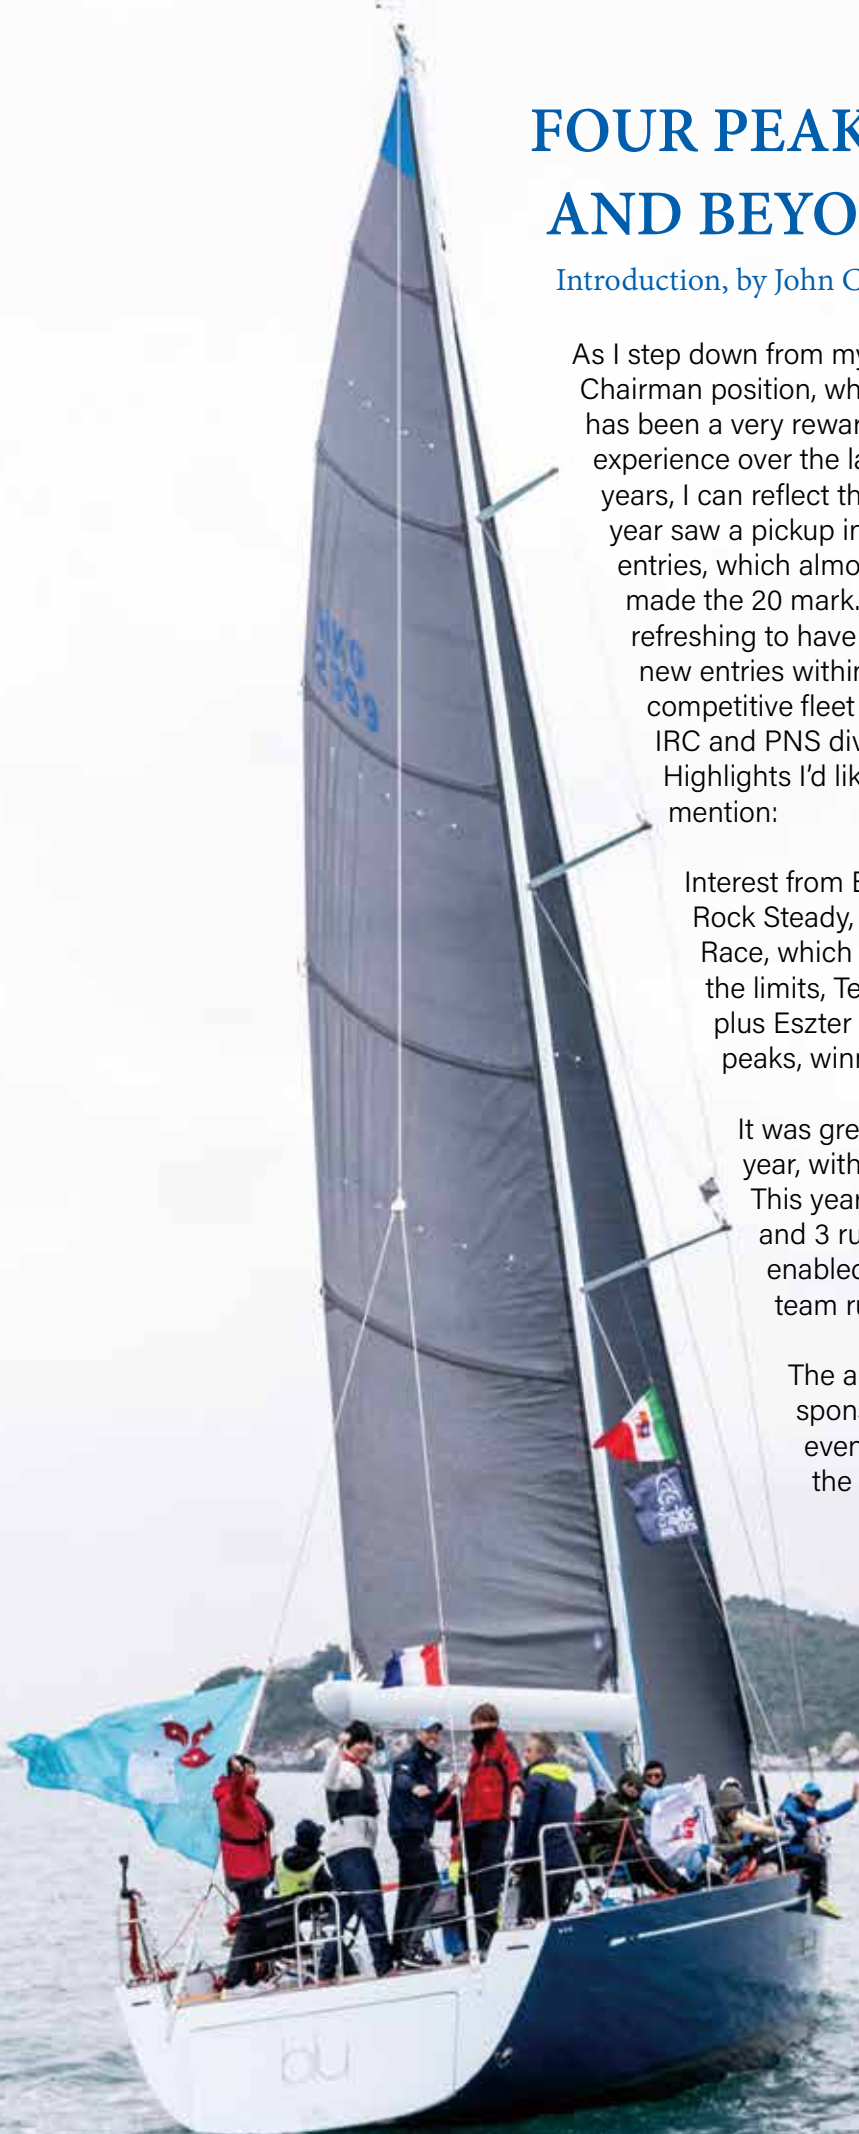 FOUR PEAK
AND BEYO
Introduction, by John C
As I step down from my
Chairman position, wh
has been a very rewar
experience over the la
years, I can reflect th
year saw a pickup in
entries, which almo
made the 20 mark.
refreshing to have
new entries within
competitive fleet
IRC and PNS div
Highlights I'd lik
mention:
Interest from E
Rock Steady,
Race, which
the limits, Te
plus Eszter
peaks, winn
It was gre
year, with
This year
and 3 ru
enabled
team ru
The a
spons
even
the
HKG
2399
bu